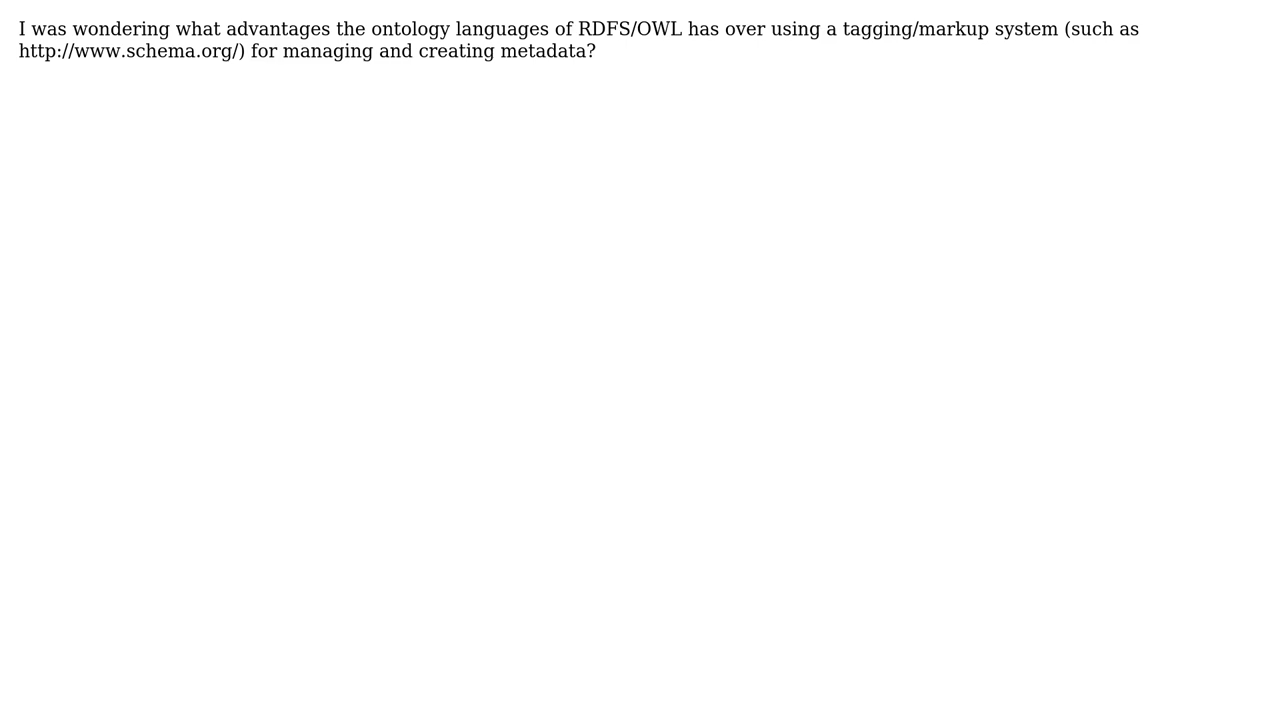 I was wondering what advantages the ontology languages of RDFS/OWL has over using a tagging/markup system (such as
http://www.schema.org/) for managing and creating metadata?